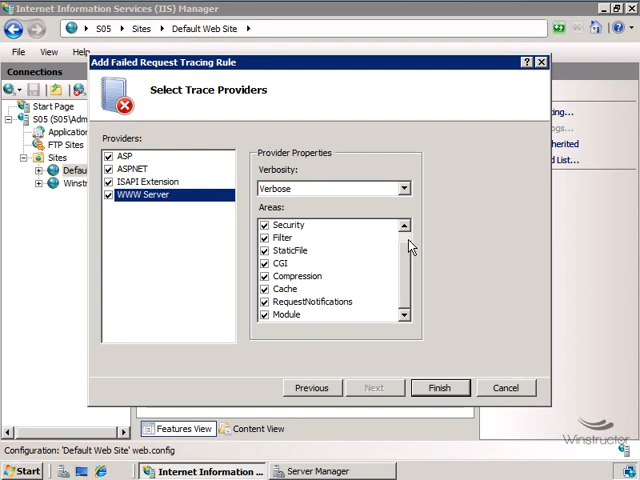 Internet Information Services (IIS) Manager
S05
Sites
Default Web Site
File
View
Help
Add Failed Request Tracing Rule
Select Trace Providers
Connections
Start Page
S05 (S05\Adm
Application
FTP Sites
Sites
Defau
Winstr
Providers:
ASP
ASPNET
ISAPI Extension
WWW Server
Provider Properties
Verbosity:
Verbose
Areas:
Security
Filter
StaticFile
CGI
Compression
Cache
RequestNotifications
Module
ng...
gs...
nherited
d List...
Previous
Next
Finish
Cancel
Features View
Content View
Winstructor
Configuration: 'Default Web Site' web.config
Start
Internet Information ...
Server Manager